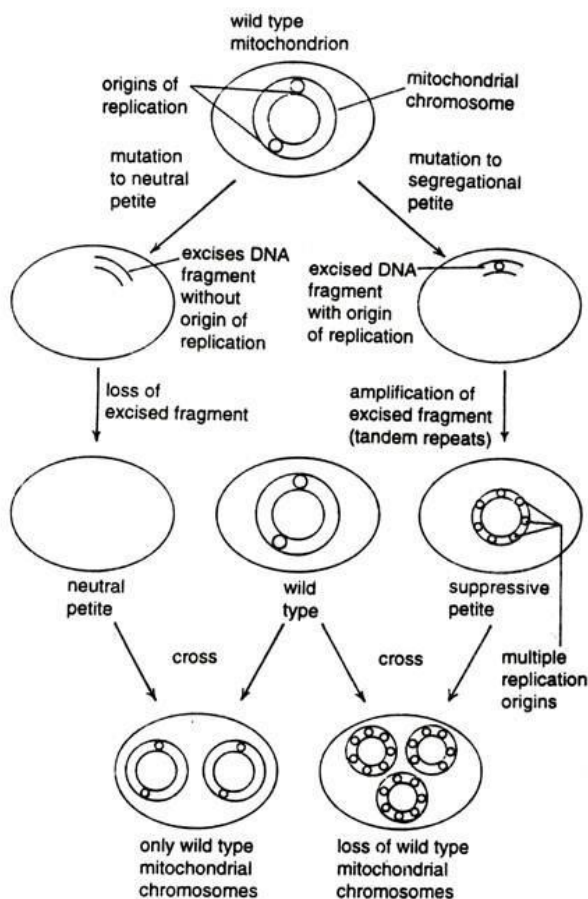 wild type
mitochondrion
origins of
replication
mitochondrial
chromosome
mutation
to neutral
petite
mutation to
segregational
petite
excises DNA
fragment
without
origin of
replication
excised DNA
fragment
with origin
of replication
loss of
excised fragment
amplification of
excised fragment
(tandem repeats)
neutral
petite
wild
type
suppressive
petite
cross
cross
multiple
replication
origins
only wild type
mitochondrial
chromosomes
loss of wild type
mitochondrial
chromosomes